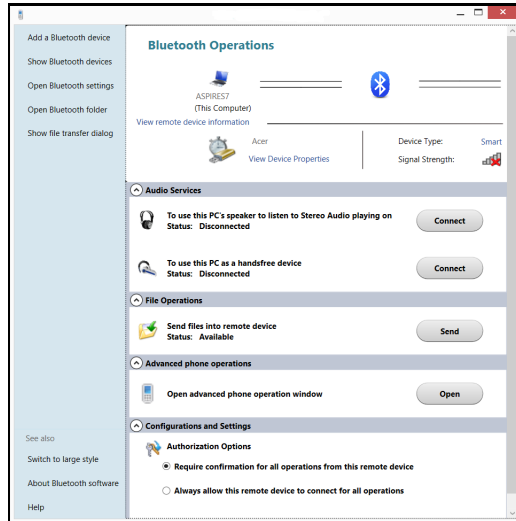 Add a Bluetooth device
Show Bluetooth devices
Open Bluetooth settings
Open Bluetooth folder
Show file transfer dialog
See also
Switch to large style
About Bluetooth software
Help
Bluetooth Operations
ASPIRES7
(This Computer)
View remote device information
Acer
View Device Properties
Device Type: Smart
Signal Strength:
Audio Services
To use this PC's speaker to listen to Stereo Audio playing on
Status: Disconnected
Connect
To use this PC as a handsfree device
Status: Disconnected
Connect
File Operations
Send files into remote device
Status: Available
Send
Advanced phone operations
Open advanced phone operation window
Open
Configurations and Settings
Authorization Options
Require confirmation for all operations from this remote device
Always allow this remote device to connect for all operations